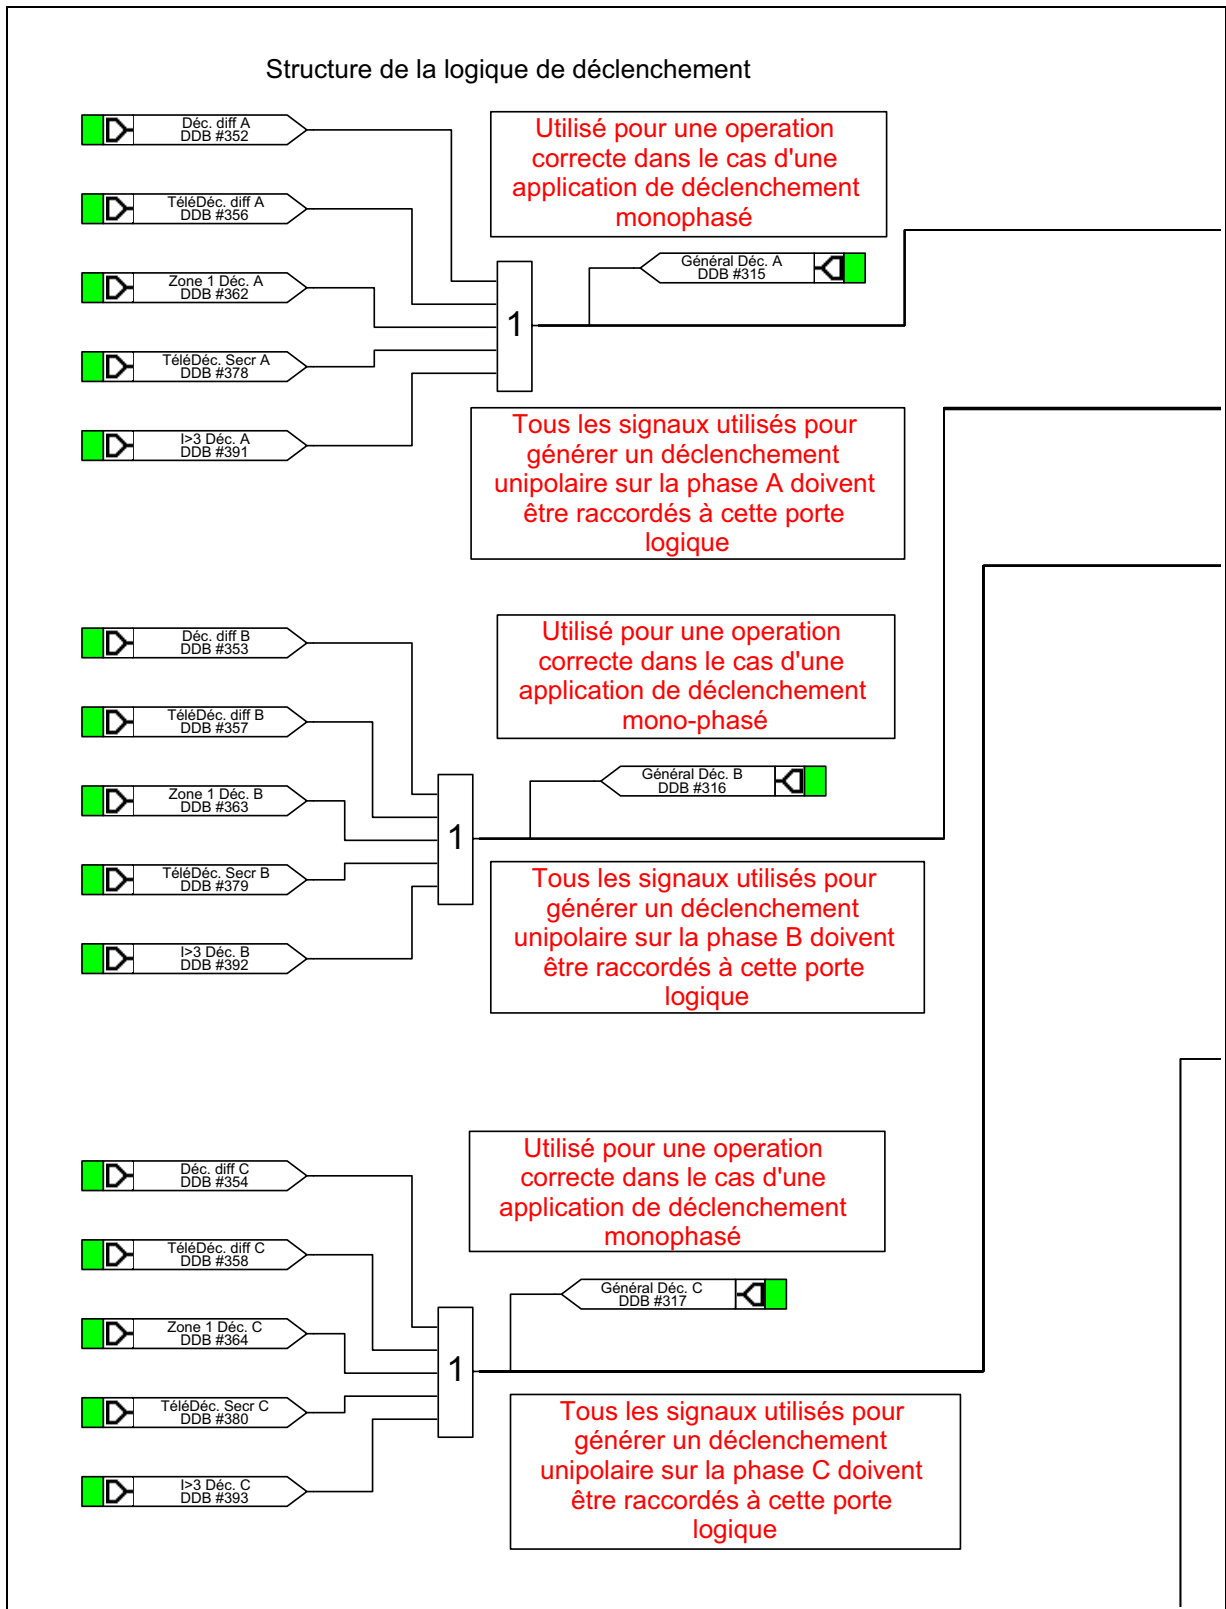 Structure de la logique de déclenchement
Déc. diff A
DDB #352
TéléDéc. diff A
DDB #356
Zone 1 Déc. A
DDB #362
TéléDéc. Secr A
DDB #378
I>3 Déc. A
DDB #391
1
Utilisé pour une operation
correcte dans le cas d'une
application de déclenchement
monophasé
Général Déc. A
DDB #315
Tous les signaux utilisés pour
générer un déclenchement
unipolaire sur la phase A doivent
être raccordés à cette porte
logique
Déc. diff B
DDB #353
TéléDéc. diff B
DDB #357
Zone 1 Déc. B
DDB #363
TéléDéc. Secr B
DDB #379
I>3 Déc. B
DDB #392
1
Utilisé pour une operation
correcte dans le cas d'une
application de déclenchement
mono-phasé
Général Déc. B
DDB #316
Tous les signaux utilisés pour
générer un déclenchement
unipolaire sur la phase B doivent
être raccordés à cette porte
logique
Déc. diff C
DDB #354
TéléDéc. diff C
DDB #358
Zone 1 Déc. C
DDB #364
TéléDéc. Secr C
DDB #380
I>3 Déc. C
DDB #393
1
Utilisé pour une operation
correcte dans le cas d'une
application de déclenchement
monophasé
Général Déc. C
DDB #317
Tous les signaux utilisés pour
générer un déclenchement
unipolaire sur la phase C doivent
être raccordés à cette porte
logique